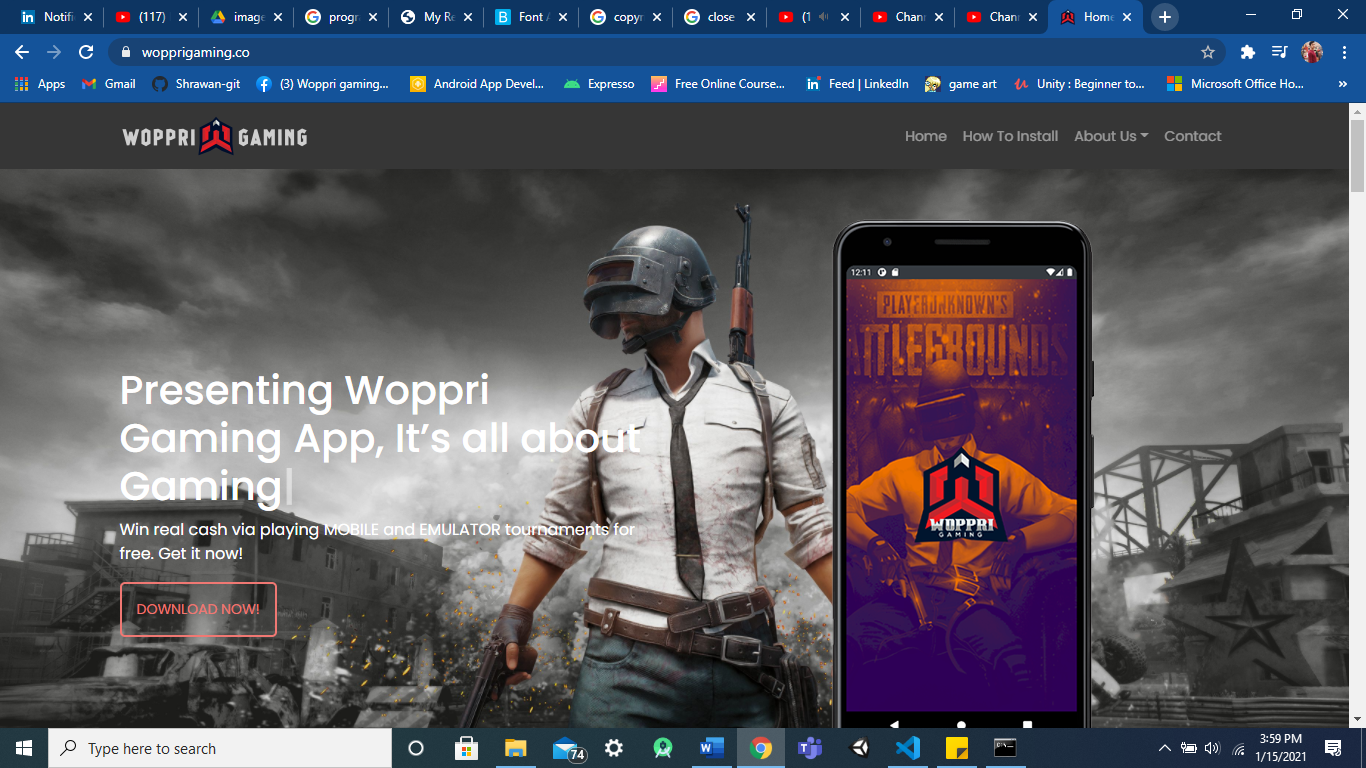 Notifi
(117)
image
progra
My Re
Font A
copyr
close
(1
Chann
Chann
Home
wopprigaming.co
Apps
Gmail
Shrawan-git
(3) Woppri gaming...
Android App Devel...
Expresso
Free Online Course...
Feed | LinkedIn
game art
Unity : Beginner to...
Microsoft Office Ho...
»
WOPPRI GAMING
Home
How To Install
About Us
Contact
12:11
PLAYERUNKNOWN'S
ATTLEGROUNDS
Presenting Woppri
Gaming App, It's all about
Gaming
WOPPRI
GAMING
Win real cash via playing MOBILE and EMULATOR tournaments for
free. Get it now!
DOWNLOAD NOW!
Type here to search
74
3:59 PM
1/15/2021